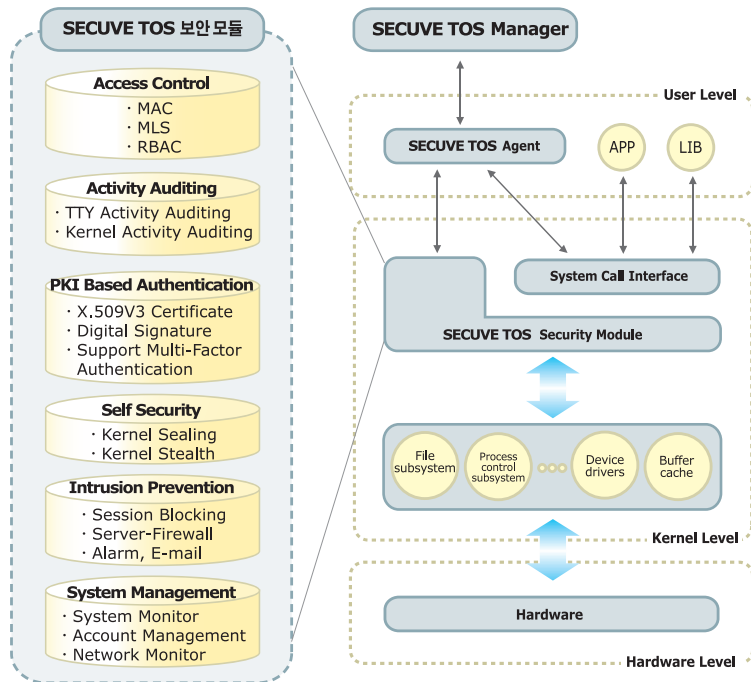 SECUVE TOS 보안 모듈
Access Control
· MAC
· MLS
· RBAC
Activity Auditing
· TTY Activity Auditing
· Kernel Activity Auditing
PKI Based Authentication
· X.509V3 Certificate
· Digital Signature
· Support Multi-Factor
Authentication
Self Security
· Kernel Sealing
· Kernel Stealth
Intrusion Prevention
· Session Blocking
· Server-Firewall
· Alarm, E-mail
System Management
· System Monitor
· Account Management
· Network Monitor
SECUVE TOS Manager
User Level
SECUVE TOS Agent
APP
LIB
System Call Interface
SECUVE TOS Security Module
File
subsystem
Process
control
subsystem
Device
drivers
Buffer
cache
Kernel Level
Hardware
Hardware Level